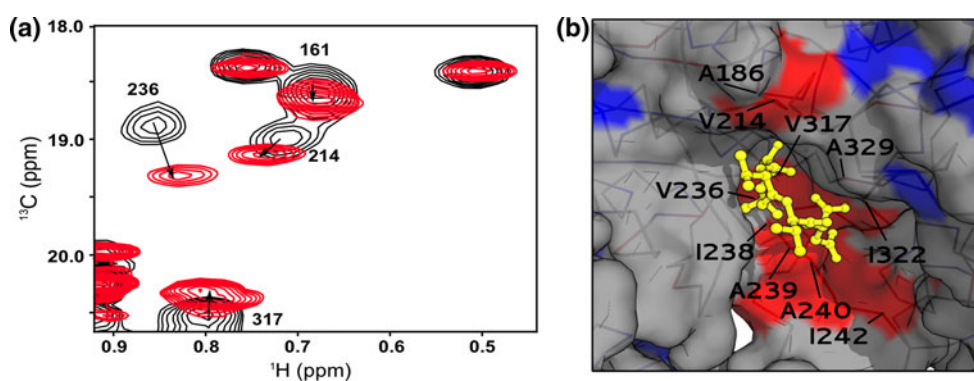 (a)
18.0
19.0
20.0
¹³C (ppm)
161
236
214
317
0.9
0.8
0.7
0.6
0.5
¹H (ppm)
(b)
A186
V214
V317
A329
V236
I238
I322
A239
A240
I242